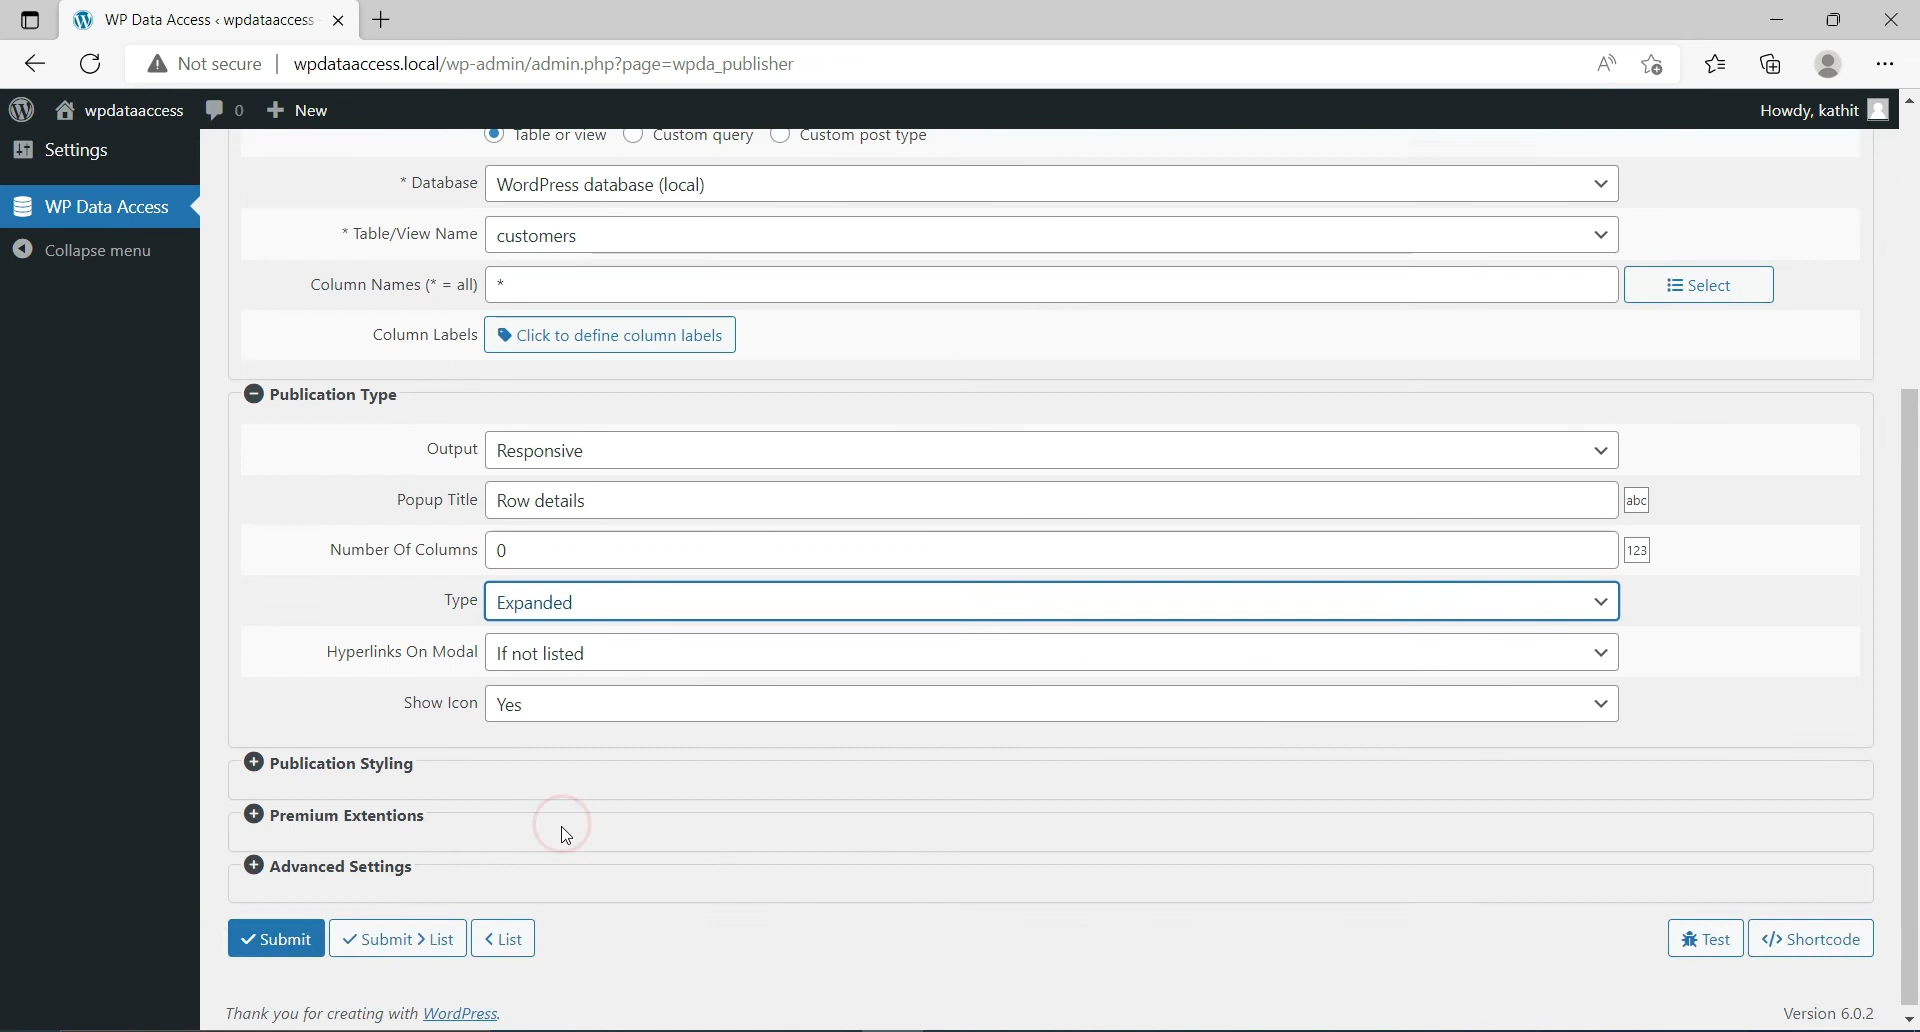 WP Data Access ‹ wpdataaccess
Not secure
wpdataaccess.local/wp-admin/admin.php?page=wpda_publisher
wpdataaccess
0
New
Howdy, kathit
Settings
WP Data Access
Collapse menu
Table or view Custom query Custom post type
* Database WordPress database (local)
* Table/View Name customers
Column Names (* = all) * Select
Column Labels Click to define column labels
Publication Type
Output Responsive
Popup Title Row details abc
Number Of Columns 0 123
Type Expanded
Hyperlinks On Modal If not listed
Show Icon Yes
Publication Styling
Premium Extentions
Advanced Settings
Submit Submit > List < List Test </> Shortcode
Thank you for creating with WordPress. Version 6.0.2